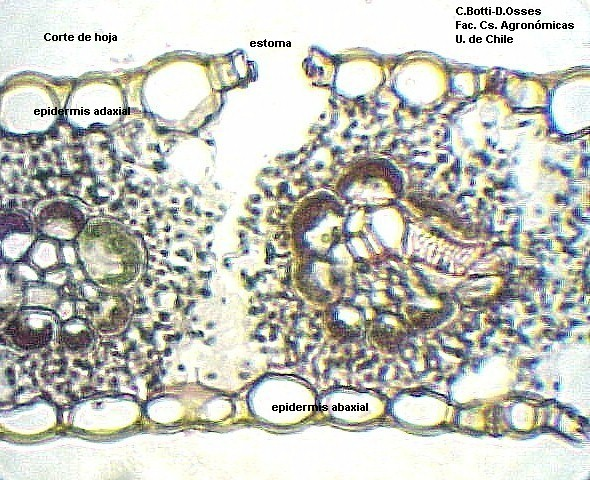 C.Botti-D.Osses
Fac. Cs. Agronómicas
U. de Chile
Corte de hoja
estoma
epidermis adaxial
epidermis abaxial